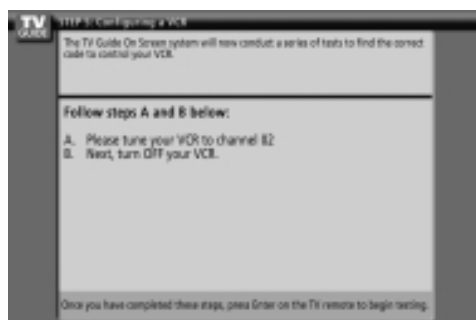 TV
GUIDE
STEP 5: Configuring a VCR
The TV Guide On Screen system will now conduct a series of tests to find the correct
code to control your VCR.
Follow steps A and B below:
A. Please tune your VCR to channel 02
B. Next, turn OFF your VCR.
Once you have completed these steps, press Enter on the TV remote to begin testing.